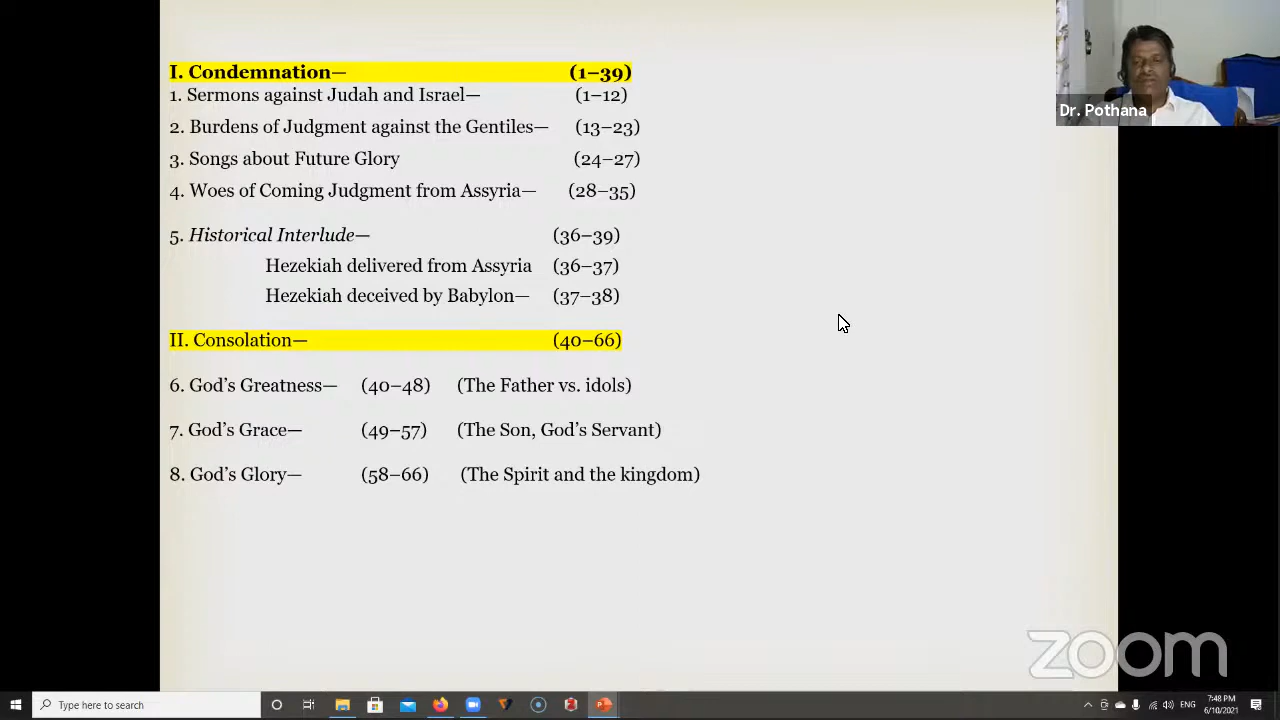 I. Condemnation— (1–39)
1. Sermons against Judah and Israel— (1–12)
2. Burdens of Judgment against the Gentiles— (13–23)
3. Songs about Future Glory (24–27)
4. Woes of Coming Judgment from Assyria— (28–35)
5. Historical Interlude— (36–39)
Hezekiah delivered from Assyria (36–37)
Hezekiah deceived by Babylon— (37–38)
II. Consolation— (40–66)
6. God’s Greatness— (40–48) (The Father vs. idols)
7. God’s Grace— (49–57) (The Son, God’s Servant)
8. God’s Glory— (58–66) (The Spirit and the kingdom)
Dr. Pothana
zoom
Type here to search
ENG
7:48 PM
6/10/2021